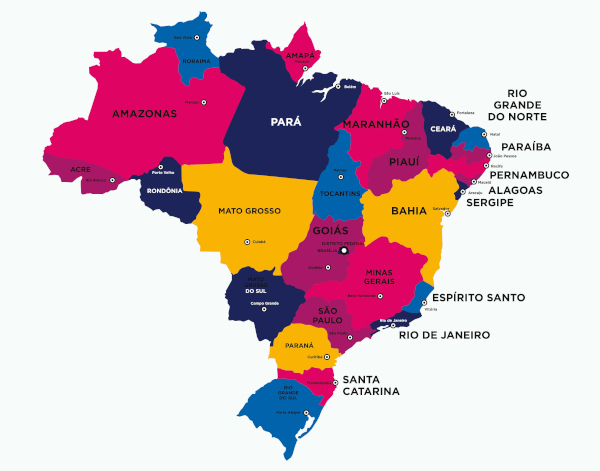 Boa Vista
RORAIMA
AMAPÁ
Macapá
AMAZONAS
Manaus
PARÁ
Belém
São Luís
MARANHÃO
Teresina
CEARÁ
Fortaleza
RIO
GRANDE
DO NORTE
Natal
PARAÍBA
João Pessoa
PIAUÍ
Recife
PERNAMBUCO
Maceió
ALAGOAS
Aracaju
SERGIPE
ACRE
Rio Branco
Porto Velho
RONDÔNIA
Palmas
TOCANTINS
MATO GROSSO
Cuiabá
BAHIA
Salvador
GOIÁS
DISTRITO FEDERAL
BRASÍLIA
Goiânia
MINAS
GERAIS
Belo Horizonte
DO SUL
Campo Grande
ESPÍRITO SANTO
Vitória
SÃO
PAULO
São Paulo
Rio de Janeiro
RIO DE JANEIRO
PARANÁ
Curitiba
SANTA
CATARINA
Florianópolis
RIO
GRANDE
DO SUL
Porto Alegre